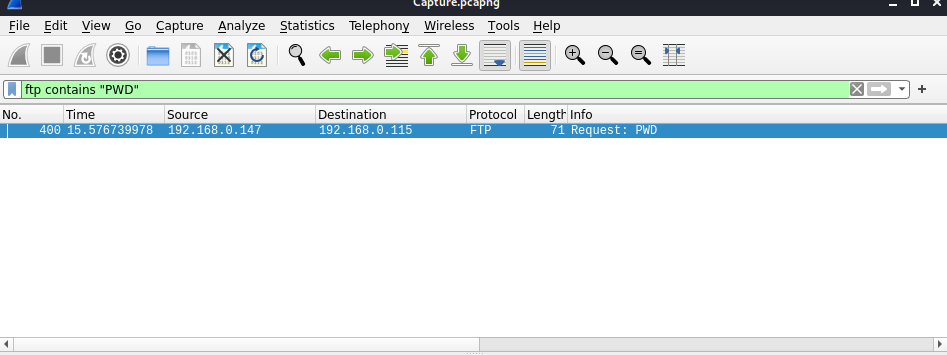 Capture.pcapng
File Edit View Go Capture Analyze Statistics Telephony Wireless Tools Help
ftp contains "PWD"
No. Time Source Destination Protocol Length Info
400 15.576739978 192.168.0.147 192.168.0.115 FTP 71 Request: PWD